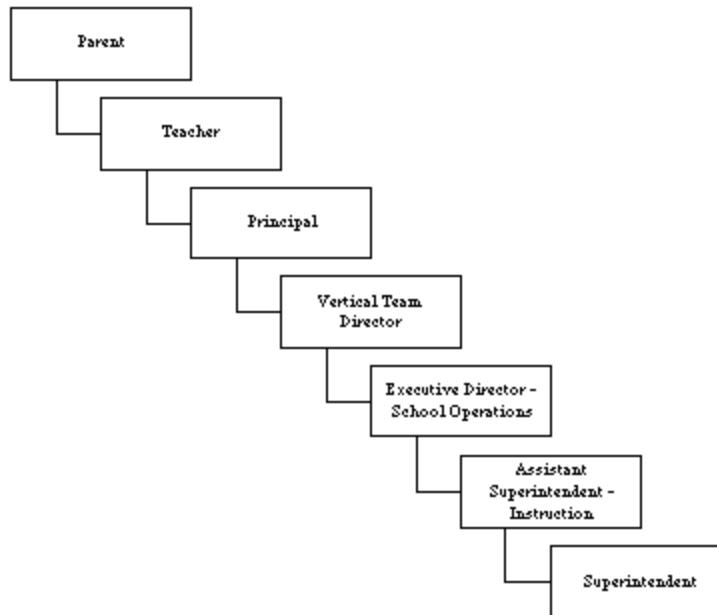 Parent
Teacher
Principal
Vertical Team
Director
Executive Director -
School Operations
Assistant
Superintendent -
Instruction
Superintendent